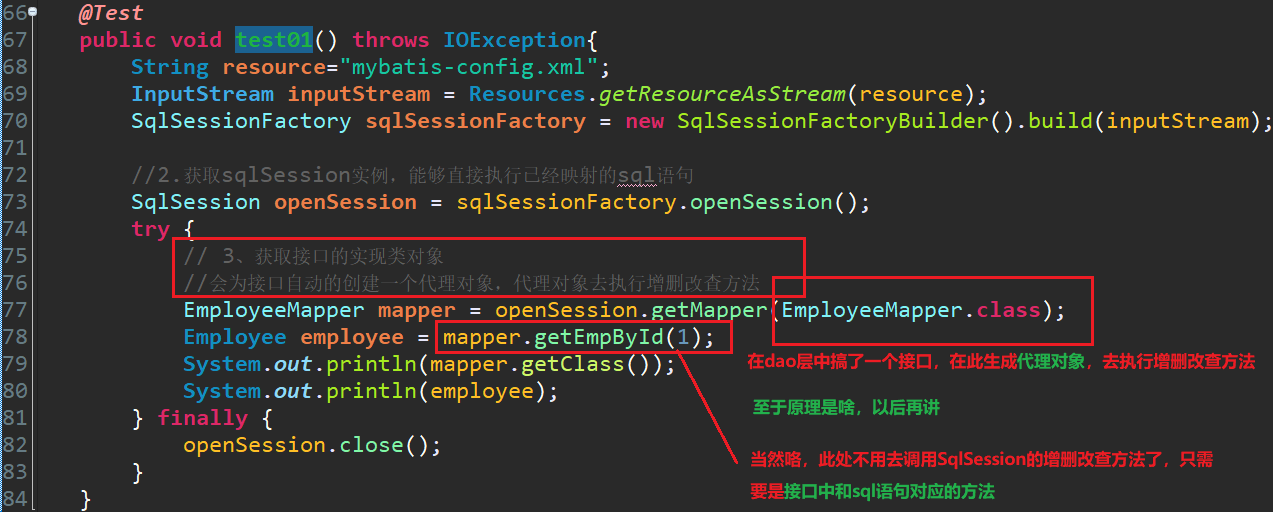 66 @Test
67 public void test01() throws IOException{
68 String resource="mybatis-config.xml";
69 InputStream inputStream = Resources.getResourceAsStream(resource);
70 SqlSessionFactory sqlSessionFactory = new SqlSessionFactoryBuilder().build(inputStream);
71
72 //2.获取sqlSession实例，能够直接执行已经映射的sql语句
73 SqlSession openSession = sqlSessionFactory.openSession();
74 try {
75 // 3、获取接口的实现类对象
76 //会为接口自动的创建一个代理对象，代理对象去执行增删改查方法
77 EmployeeMapper mapper = openSession.getMapper(EmployeeMapper.class);
78 Employee employee = mapper.getEmpById(1);
79 System.out.println(mapper.getClass());
在dao层中搞了一个接口，在此生成代理对象，去执行增删改查方法
80 System.out.println(employee);
81 } finally {
至于原理是啥，以后再讲
82 openSession.close();
83 }
当然咯，此处不用去调用SqlSession的增删改查方法了，只需
要是接口中和sql语句对应的方法
84 }